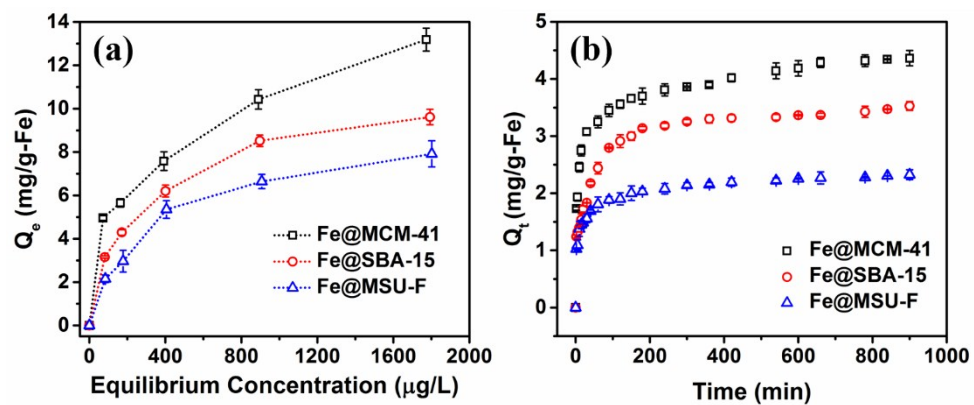 (a)
14
12
10
8
6
4
2
0
Qe (mg/g-Fe)
Fe@MCM-41
Fe@SBA-15
Fe@MSU-F
0 400 800 1200 1600 2000
Equilibrium Concentration (μg/L)
(b)
5
4
3
2
1
0
Qt (mg/g-Fe)
Fe@MCM-41
Fe@SBA-15
Fe@MSU-F
0 200 400 600 800 1000
Time (min)